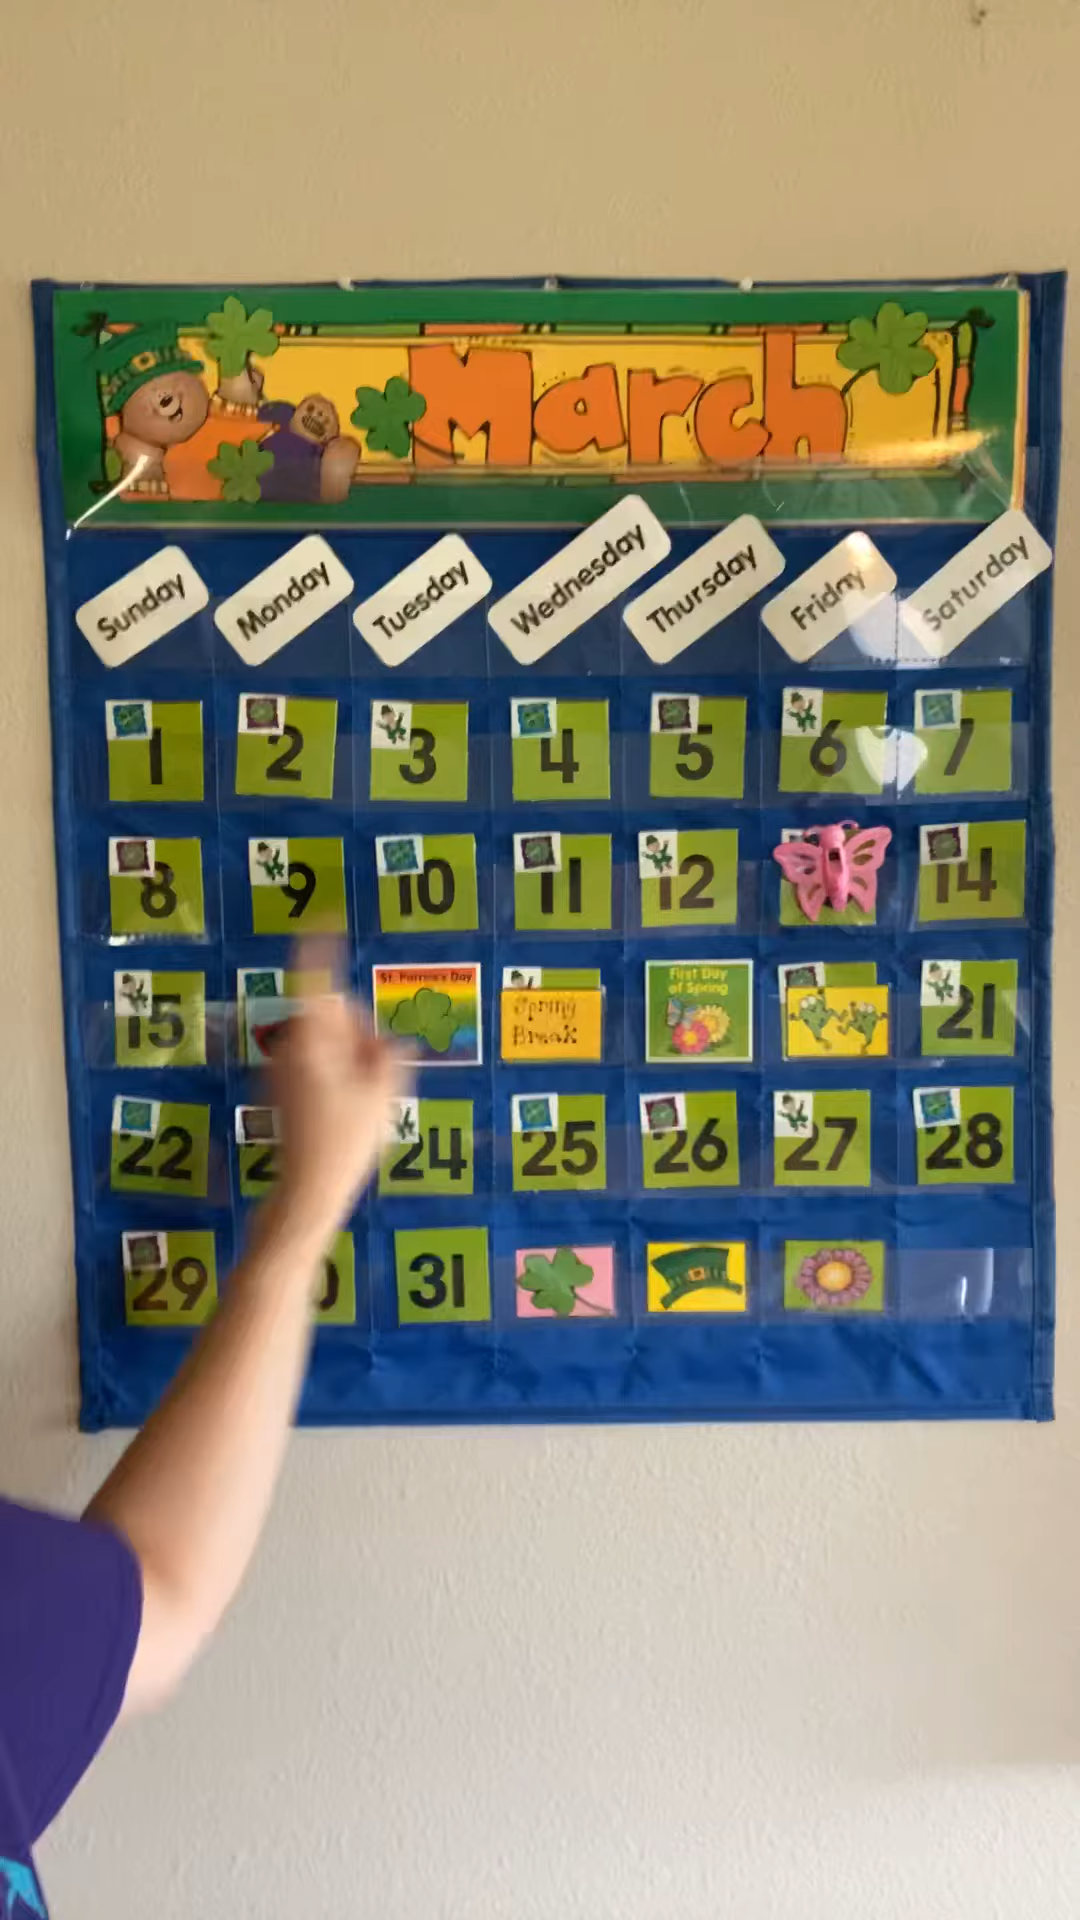 March
Sunday Monday Tuesday Wednesday Thursday Friday Saturday
1 2 3 4 5 6 7
8 9 10 11 12 14
15 St. Patrick's Day Spring Break First Day of Spring 21
22 24 25 26 27 28
29 31